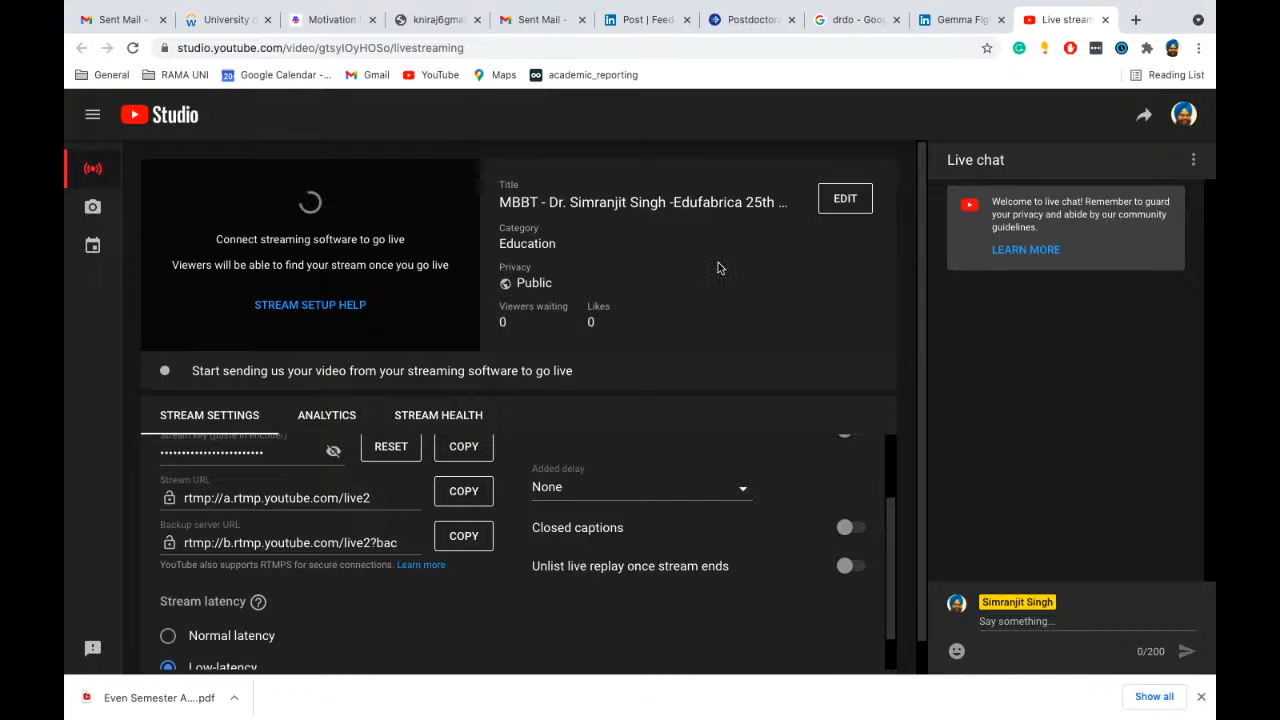 Sent Mail -
University
Motivation
kniraj6gmai
Sent Mail -
Post | Feed
Postdoctora
drdo - Goo
Gemma Fig
Live stream
studio.youtube.com/video/gtsyIOyHOSo/livestreaming
General
RAMA UNI
20
Google Calendar -...
Gmail
YouTube
Maps
academic_reporting
Reading List
Studio
Connect streaming software to go live
Viewers will be able to find your stream once you go live
STREAM SETUP HELP
Title
MBBT - Dr. Simranjit Singh -Edufabrica 25th ...
EDIT
Category
Education
Privacy
Public
Viewers waiting
Likes
0
0
Start sending us your video from your streaming software to go live
STREAM SETTINGS
ANALYTICS
STREAM HEALTH
Stream key (paste in encoder)
••••••••••••••••••••••••
RESET
COPY
Stream URL
rtmp://a.rtmp.youtube.com/live2
COPY
Backup server URL
rtmp://b.rtmp.youtube.com/live2?bac
COPY
YouTube also supports RTMPS for secure connections. Learn more
Stream latency
Normal latency
Low-latency
Added delay
None
Closed captions
Unlist live replay once stream ends
Live chat
Welcome to live chat! Remember to guard
your privacy and abide by our community
guidelines.
LEARN MORE
Simranjit Singh
Say something...
0/200
Even Semester A....pdf
Show all